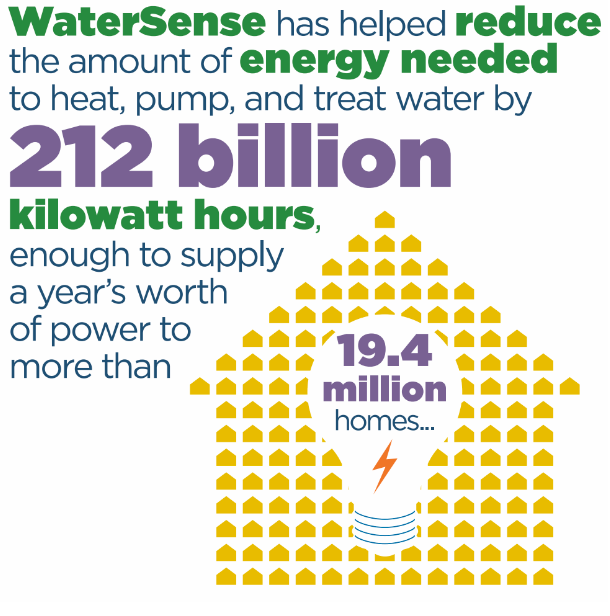 WaterSense has helped reduce
the amount of energy needed
to heat, pump, and treat water by
212 billion
kilowatt hours,
enough to supply
a year’s worth
of power to
more than
19.4
million
homes...